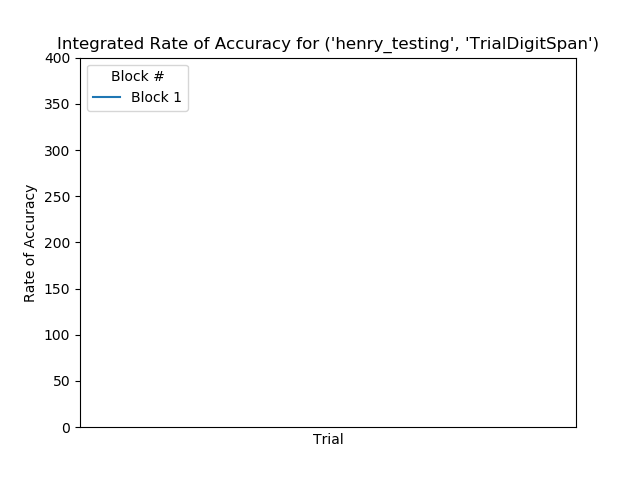 Integrated Rate of Accuracy for ('henry_testing', 'TrialDigitSpan')
Block #
Block 1
400
350
300
250
200
150
100
50
0
Rate of Accuracy
Trial